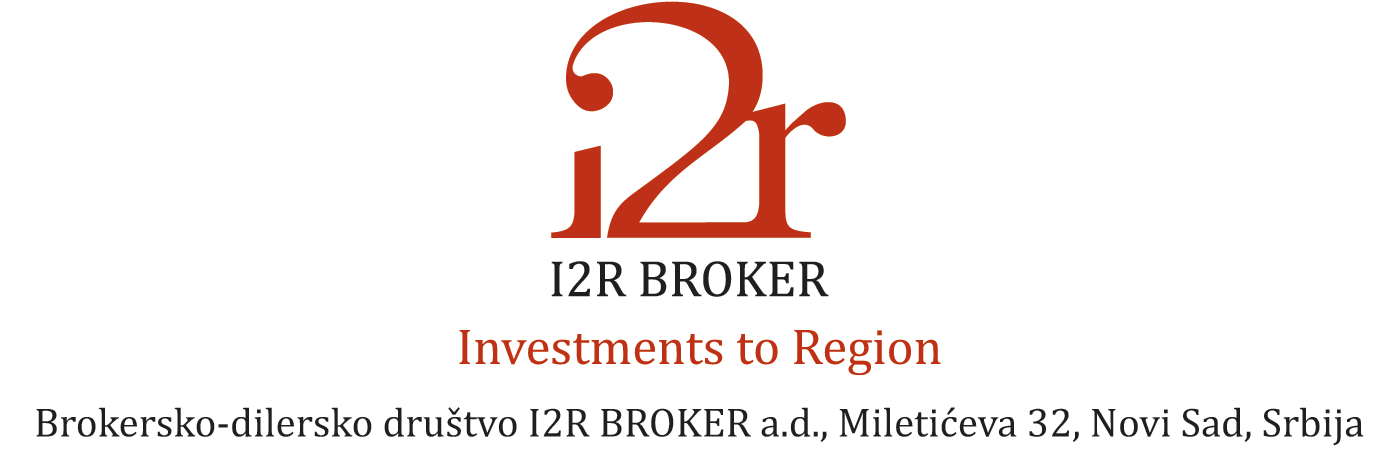 i2r
I2R BROKER
Investments to Region
Brokersko-dilersko društvo I2R BROKER a.d., Miletićeva 32, Novi Sad, Srbija